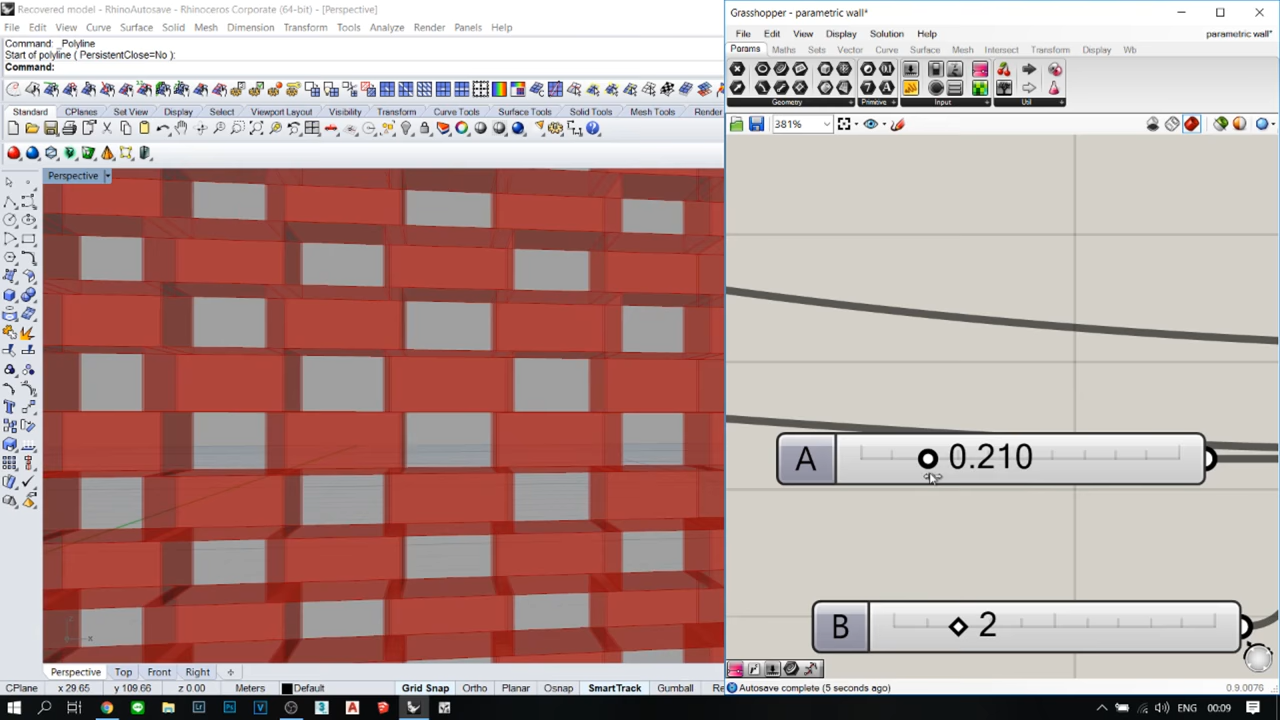 Recovered model - RhinoAutosave - Rhinoceros Corporate (64-bit) - [Perspective]
File Edit View Curve Surface Solid Mesh Dimension Transform Tools Analyze Render Panels Help
Command: _Polyline
Start of polyline ( PersistentClose=No ):
Command:
Standard CPlanes Set View Display Select Viewport Layout Visibility Transform Curve Tools Surface Tools Solid Tools Mesh Tools Render
Perspective
x
Perspective Top Front Right
CPlane x 29.65 y 109.66 z 0.00 Meters Default Grid Snap Ortho Planar Osnap SmartTrack Gumball Re
Grasshopper - parametric wall*
File Edit View Display Solution Help parametric wall*
Params Maths Sets Vector Curve Surface Mesh Intersect Transform Display Wb
Geometry Primitive Input Util
381%
A 0.210
B 2
Autosave complete (5 seconds ago) 0.9.0076
ENG 00:09